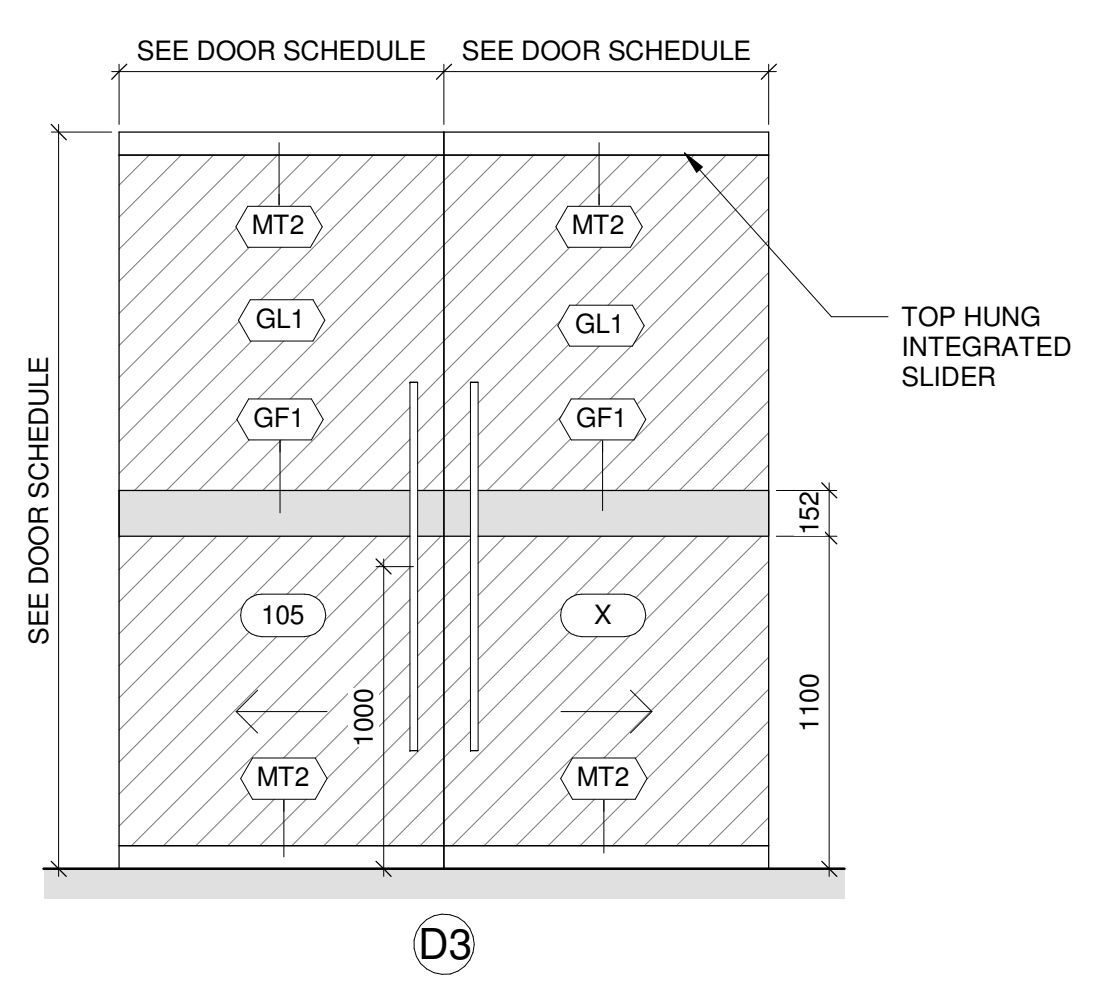 SEE DOOR SCHEDULE SEE DOOR SCHEDULE
SEE DOOR SCHEDULE
MT2 MT2
GL1 GL1
TOP HUNG
INTEGRATED
SLIDER
GF1 GF1
152
105 X
1000
1100
MT2 MT2
D3